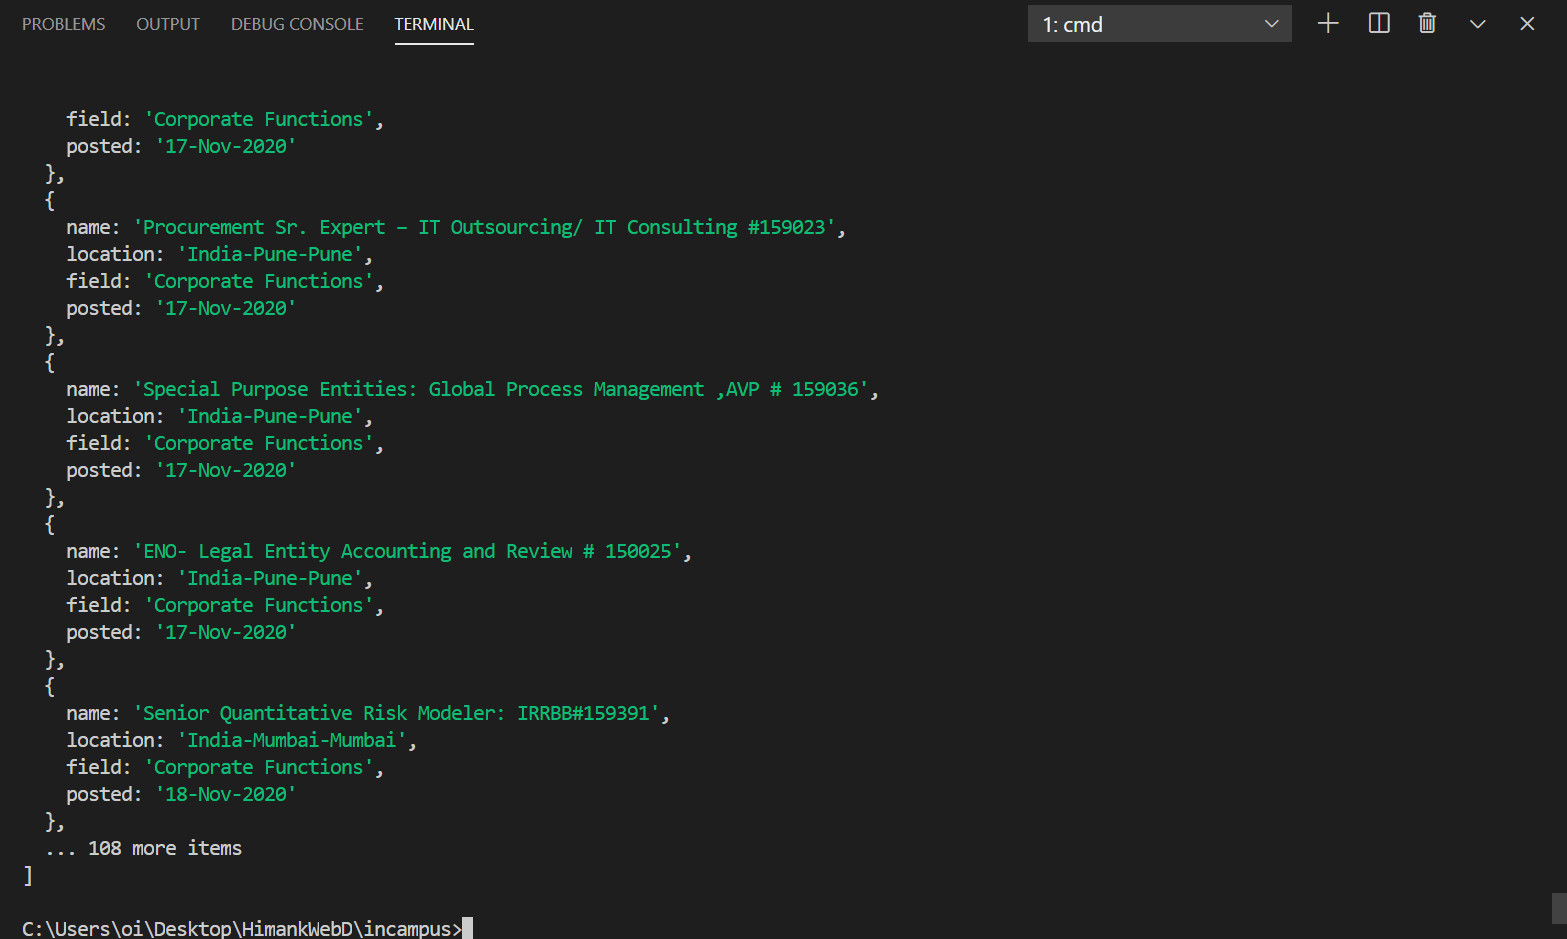 PROBLEMS OUTPUT DEBUG CONSOLE TERMINAL 1: cmd
field: 'Corporate Functions',
posted: '17-Nov-2020'
},
{
name: 'Procurement Sr. Expert – IT Outsourcing/ IT Consulting #159023',
location: 'India-Pune-Pune',
field: 'Corporate Functions',
posted: '17-Nov-2020'
},
{
name: 'Special Purpose Entities: Global Process Management ,AVP # 159036',
location: 'India-Pune-Pune',
field: 'Corporate Functions',
posted: '17-Nov-2020'
},
{
name: 'ENO- Legal Entity Accounting and Review # 150025',
location: 'India-Pune-Pune',
field: 'Corporate Functions',
posted: '17-Nov-2020'
},
{
name: 'Senior Quantitative Risk Modeler: IRRBB#159391',
location: 'India-Mumbai-Mumbai',
field: 'Corporate Functions',
posted: '18-Nov-2020'
},
... 108 more items
]
C:\Users\oi\Desktop\HimankWebD\incampus>